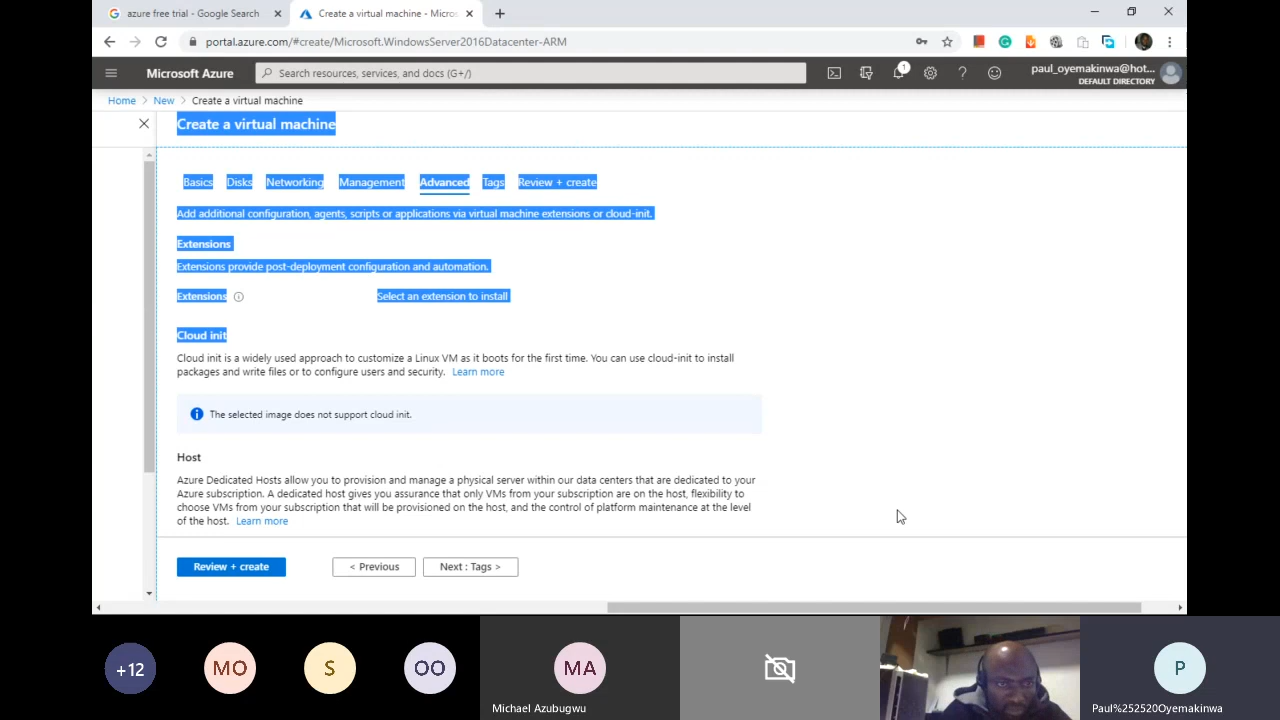 azure free trial - Google Search
Create a virtual machine - Micros
portal.azure.com/#create/Microsoft.WindowsServer2016Datacenter-ARM
Microsoft Azure
Search resources, services, and docs (G+/)
1
paul_oyemakinwa@hot...
DEFAULT DIRECTORY
Home > New > Create a virtual machine
Create a virtual machine
Basics Disks Networking Management Advanced Tags Review + create
Add additional configuration, agents, scripts or applications via virtual machine extensions or cloud-init.
Extensions
Extensions provide post-deployment configuration and automation.
Extensions Select an extension to install
Cloud init
Cloud init is a widely used approach to customize a Linux VM as it boots for the first time. You can use cloud-init to install
packages and write files or to configure users and security. Learn more
The selected image does not support cloud init.
Host
Azure Dedicated Hosts allow you to provision and manage a physical server within our data centers that are dedicated to your
Azure subscription. A dedicated host gives you assurance that only VMs from your subscription are on the host, flexibility to
choose VMs from your subscription that will be provisioned on the host, and the control of platform maintenance at the level
of the host. Learn more
Review + create
< Previous
Next : Tags >
+12
MO
S
OO
MA
P
Michael Azubugwu
Paul%252520Oyemakinwa